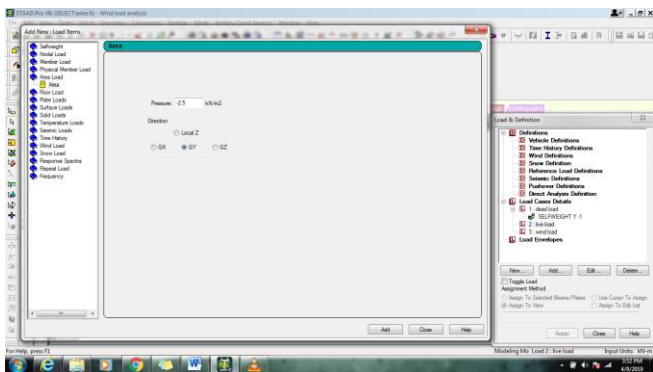 STAAD.Pro V8i (SELECTseries 6) - Wind load analysis
Add New : Load Items
Selfweight
Nodal Load
Member Load
Physical Member Load
Area Load
Area
Floor Load
Plate Loads
Surface Loads
Solid Loads
Temperature Loads
Seismic Loads
Time History
Wind Load
Snow Load
Response Spectra
Repeat Load
Frequency
Area
Pressure: -2.5 kN/m2
Direction
Local Z
GX GY GZ
Add Close Help
Load & Definition
Definitions
Vehicle Definitions
Time History Definitions
Wind Definitions
Snow Definition
Reference Load Definitions
Seismic Definitions
Pushover Definitions
Direct Analysis Definition
Load Cases Details
1 : dead load
SELFWEIGHT Y -1
2 : live load
3 : wind load
Load Envelopes
New... Add... Edit... Delete...
Toggle Load
Assignment Method
Assign To Selected Beams/Plates Use Cursor To Assign
Assign To View Assign To Edit List
Assign Close Help
For Help, press F1
Modeling Mo Load 2 : live load Input Units: kN-m
3:52 PM
4/9/2019